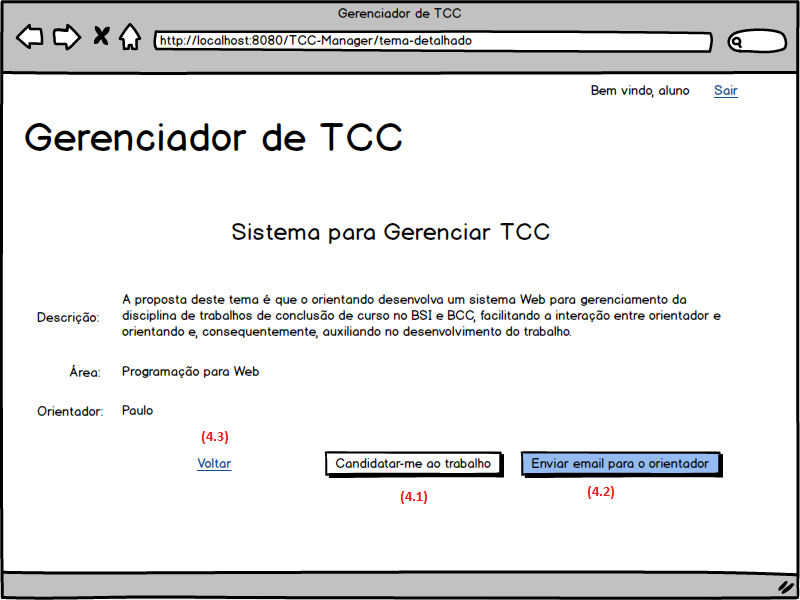 Gerenciador de TCC
http://localhost:8080/TCC-Manager/tema-detalhado
Bem vindo, aluno Sair
Gerenciador de TCC
Sistema para Gerenciar TCC
A proposta deste tema é que o orientando desenvolva um sistema Web para gerenciamento da
Descrição: disciplina de trabalhos de conclusão de curso no BSI e BCC, facilitando a interação entre orientador e
orientando e, consequentemente, auxiliando no desenvolvimento do trabalho.
Área: Programação para Web
Orientador: Paulo
(4.3)
Voltar Candidatar-me ao trabalho Enviar email para o orientador
(4.1) (4.2)